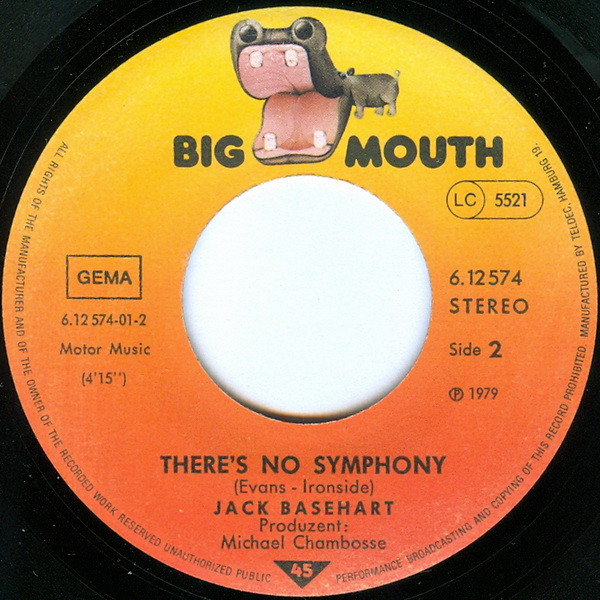 BIG MOUTH
LC 5521
GEMA
6.12 574-01-2
Motor Music
(4'15'')
6.12574
STEREO
Side 2
℗ 1979
THERE'S NO SYMPHONY
(Evans - Ironside)
JACK BASEHART
Produzent:
Michael Chambosse
45
ALL RIGHTS OF THE MANUFACTURER AND OF THE OWNER OF THE RECORDED WORK RESERVED UNAUTHORIZED PUBLIC PERFORMANCE BROADCASTING AND COPYING OF THIS RECORD PROHIBITED. MANUFACTURED BY TELDEC, HAMBURG 19.